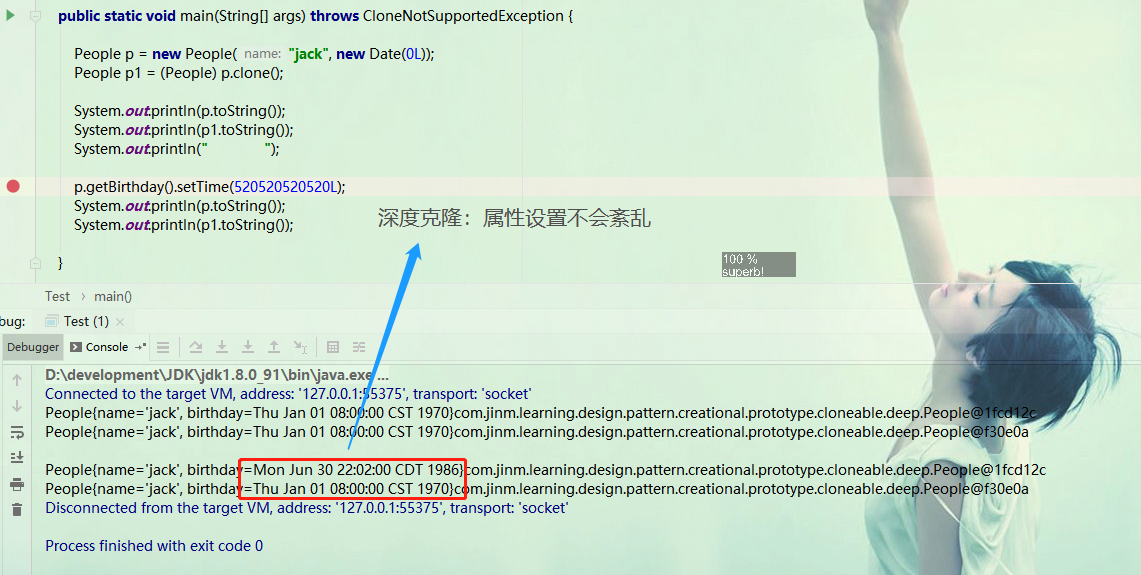 public static void main(String[] args) throws CloneNotSupportedException {
People p = new People( name: "jack", new Date(0L));
People p1 = (People) p.clone();
System.out.println(p.toString());
System.out.println(p1.toString());
System.out.println("               ");
p.getBirthday().setTime(520520520520L);
System.out.println(p.toString());
System.out.println(p1.toString());
深度克隆：属性设置不会紊乱
}
100 %
superb!
Test › main()
bug: Test (1) ×
Debugger Console
D:\development\JDK\jdk1.8.0_91\bin\java.exe ...
Connected to the target VM, address: '127.0.0.1:55375', transport: 'socket'
People{name='jack', birthday=Thu Jan 01 08:00:00 CST 1970}com.jinm.learning.design.pattern.creational.prototype.cloneable.deep.People@1fcd12c
People{name='jack', birthday=Thu Jan 01 08:00:00 CST 1970}com.jinm.learning.design.pattern.creational.prototype.cloneable.deep.People@f30e0a
People{name='jack', birthday=Mon Jun 30 22:02:00 CDT 1986}com.jinm.learning.design.pattern.creational.prototype.cloneable.deep.People@1fcd12c
People{name='jack', birthday=Thu Jan 01 08:00:00 CST 1970}com.jinm.learning.design.pattern.creational.prototype.cloneable.deep.People@f30e0a
Disconnected from the target VM, address: '127.0.0.1:55375', transport: 'socket'
Process finished with exit code 0